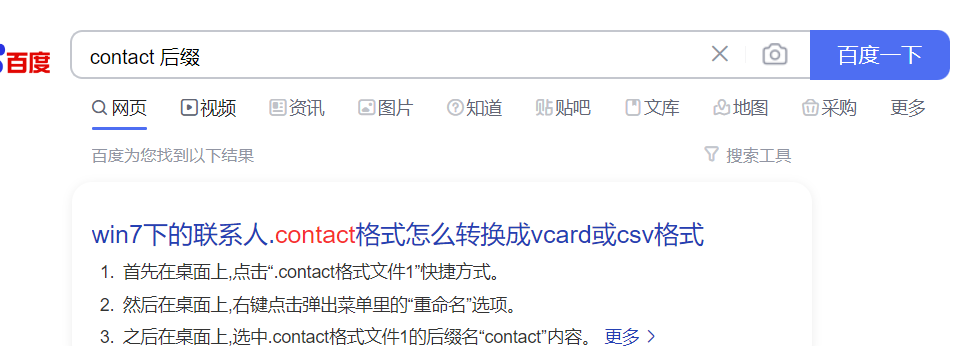 百度 contact 后缀 百度一下
网页 视频 资讯 图片 知道 贴吧 文库 地图 采购 更多
百度为您找到以下结果 搜索工具
win7下的联系人.contact格式怎么转换成vcard或csv格式
1. 首先在桌面上,点击“.contact格式文件1”快捷方式。
2. 然后在桌面上,右键点击弹出菜单里的“重命名”选项。
3. 之后在桌面上,选中.contact格式文件1的后缀名“contact”内容。 更多 >